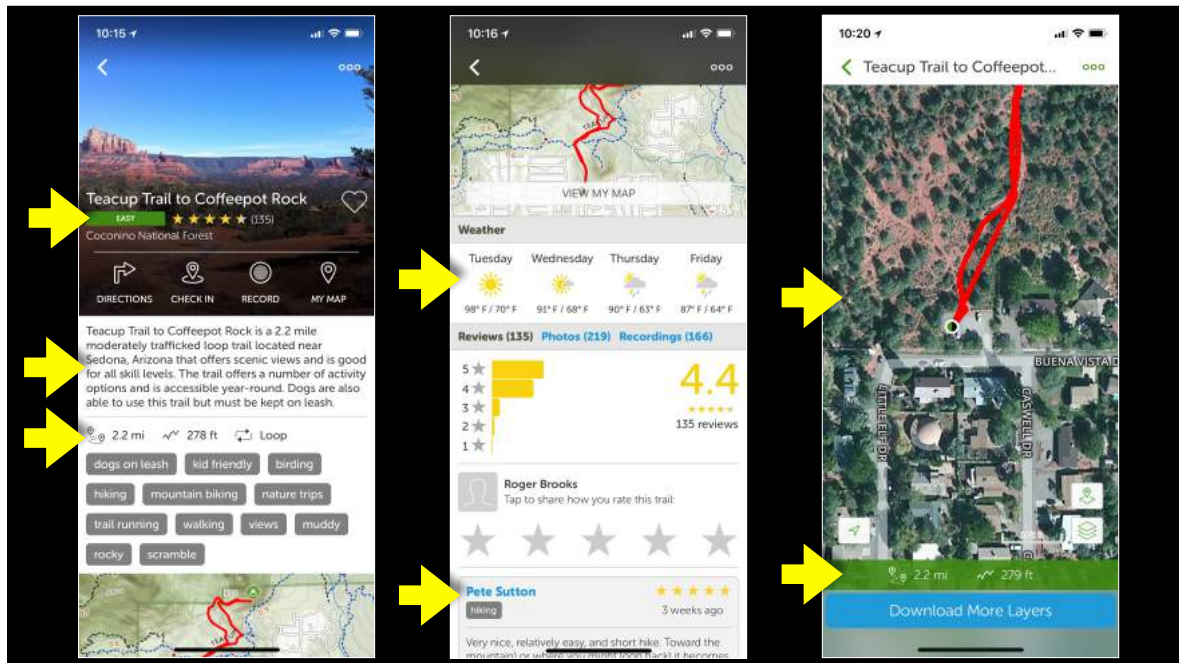 10:15
Teacup Trail to Coffeepot Rock
EASY
(135)
Coconino National Forest
DIRECTIONS CHECK IN RECORD MY MAP
Teacup Trail to Coffeepot Rock is a 2.2 mile
moderately trafficked loop trail located near
Sedona, Arizona that offers scenic views and is good
for all skill levels. The trail offers a number of activity
options and is accessible year-round. Dogs are also
able to use this trail but must be kept on leash.
2.2 mi 278 ft Loop
dogs on leash kid friendly birding
hiking mountain biking nature trips
trail running walking views muddy
rocky scramble
10:16
VIEW MY MAP
Weather
Tuesday Wednesday Thursday Friday
98° F / 70° F 91° F / 68° F 90° F / 63° F 87° F / 64° F
Reviews (135) Photos (219) Recordings (166)
5
4
3
2
1
4.4
135 reviews
Roger Brooks
Tap to share how you rate this trail:
Pete Sutton
hiking
3 weeks ago
Very nice, relatively easy, and short hike. Toward the
mountain) or where you might loop back) it becomes
10:20
Teacup Trail to Coffeepot...
BUENA VISTA D
LITTLE ELF DR
CASWELL DR
2.2 mi 279 ft
Download More Layers